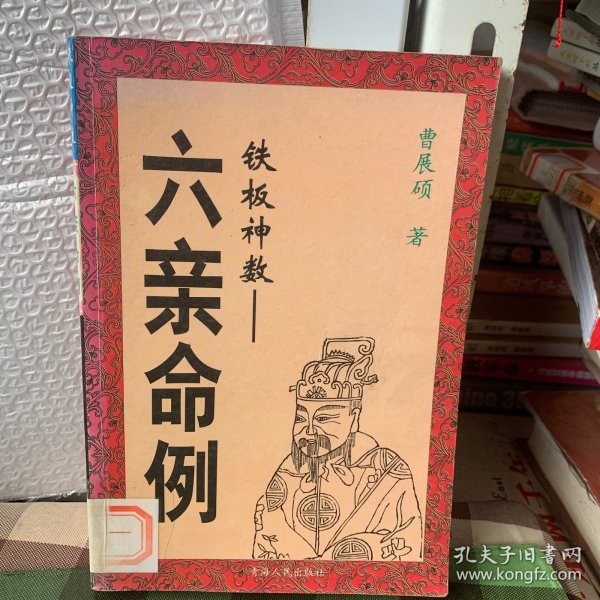 曹展硕 著
铁板神数——
六亲命例
青海人民出版社
孔夫子旧书网
www.kongfz.com